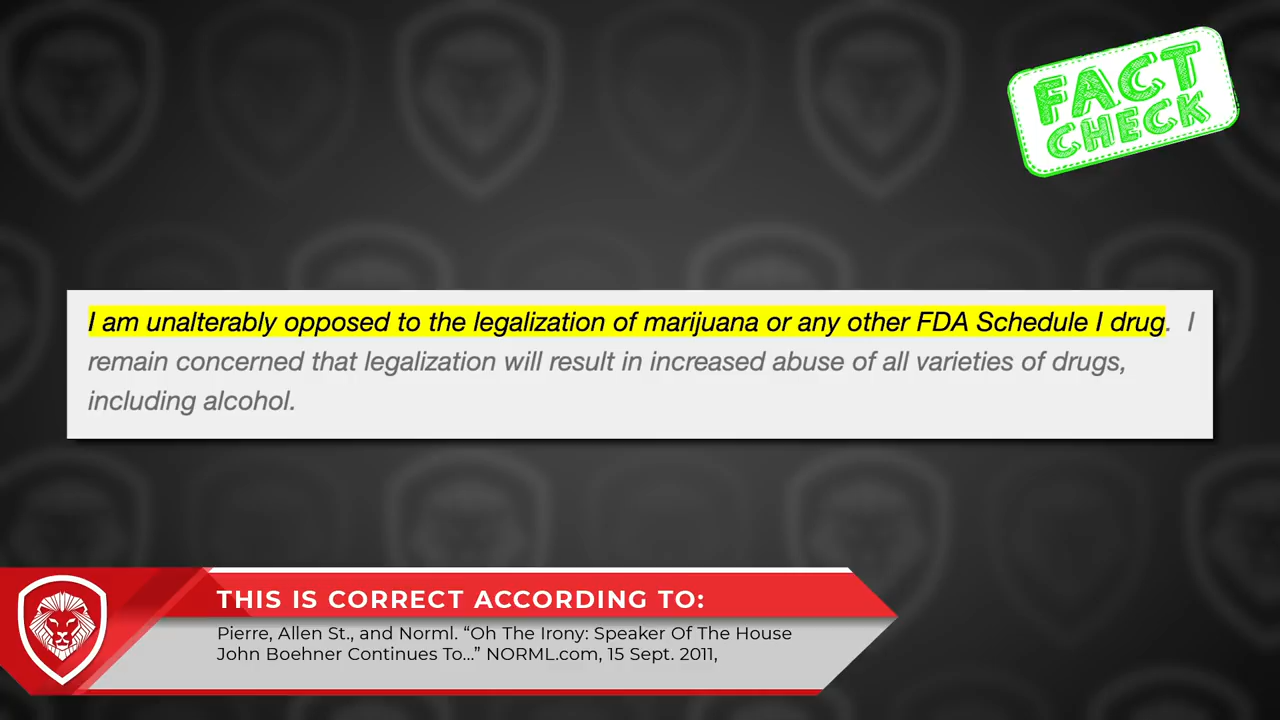 FACT
CHECK
I am unalterably opposed to the legalization of marijuana or any other FDA Schedule I drug. I
remain concerned that legalization will result in increased abuse of all varieties of drugs,
including alcohol.
THIS IS CORRECT ACCORDING TO:
Pierre, Allen St., and Norml. “Oh The Irony: Speaker Of The House
John Boehner Continues To...” NORML.com, 15 Sept. 2011,